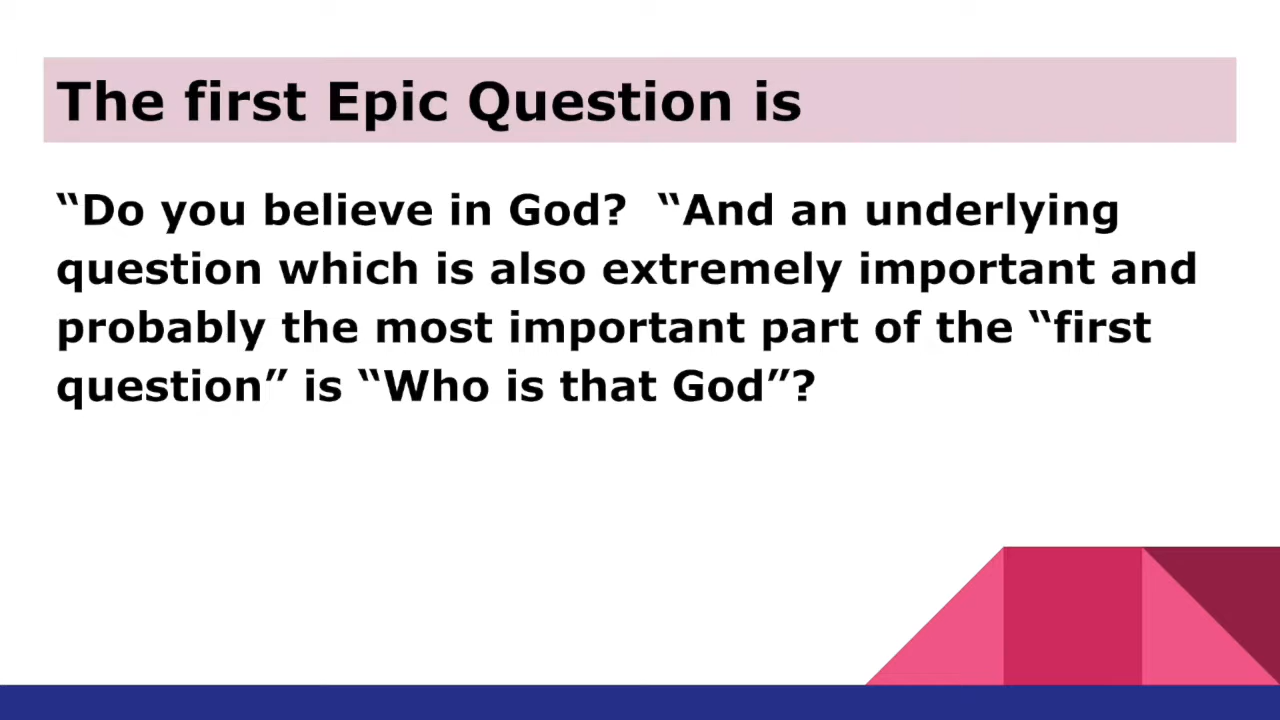 The first Epic Question is
“Do you believe in God?  “And an underlying
question which is also extremely important and
probably the most important part of the “first
question” is “Who is that God”?